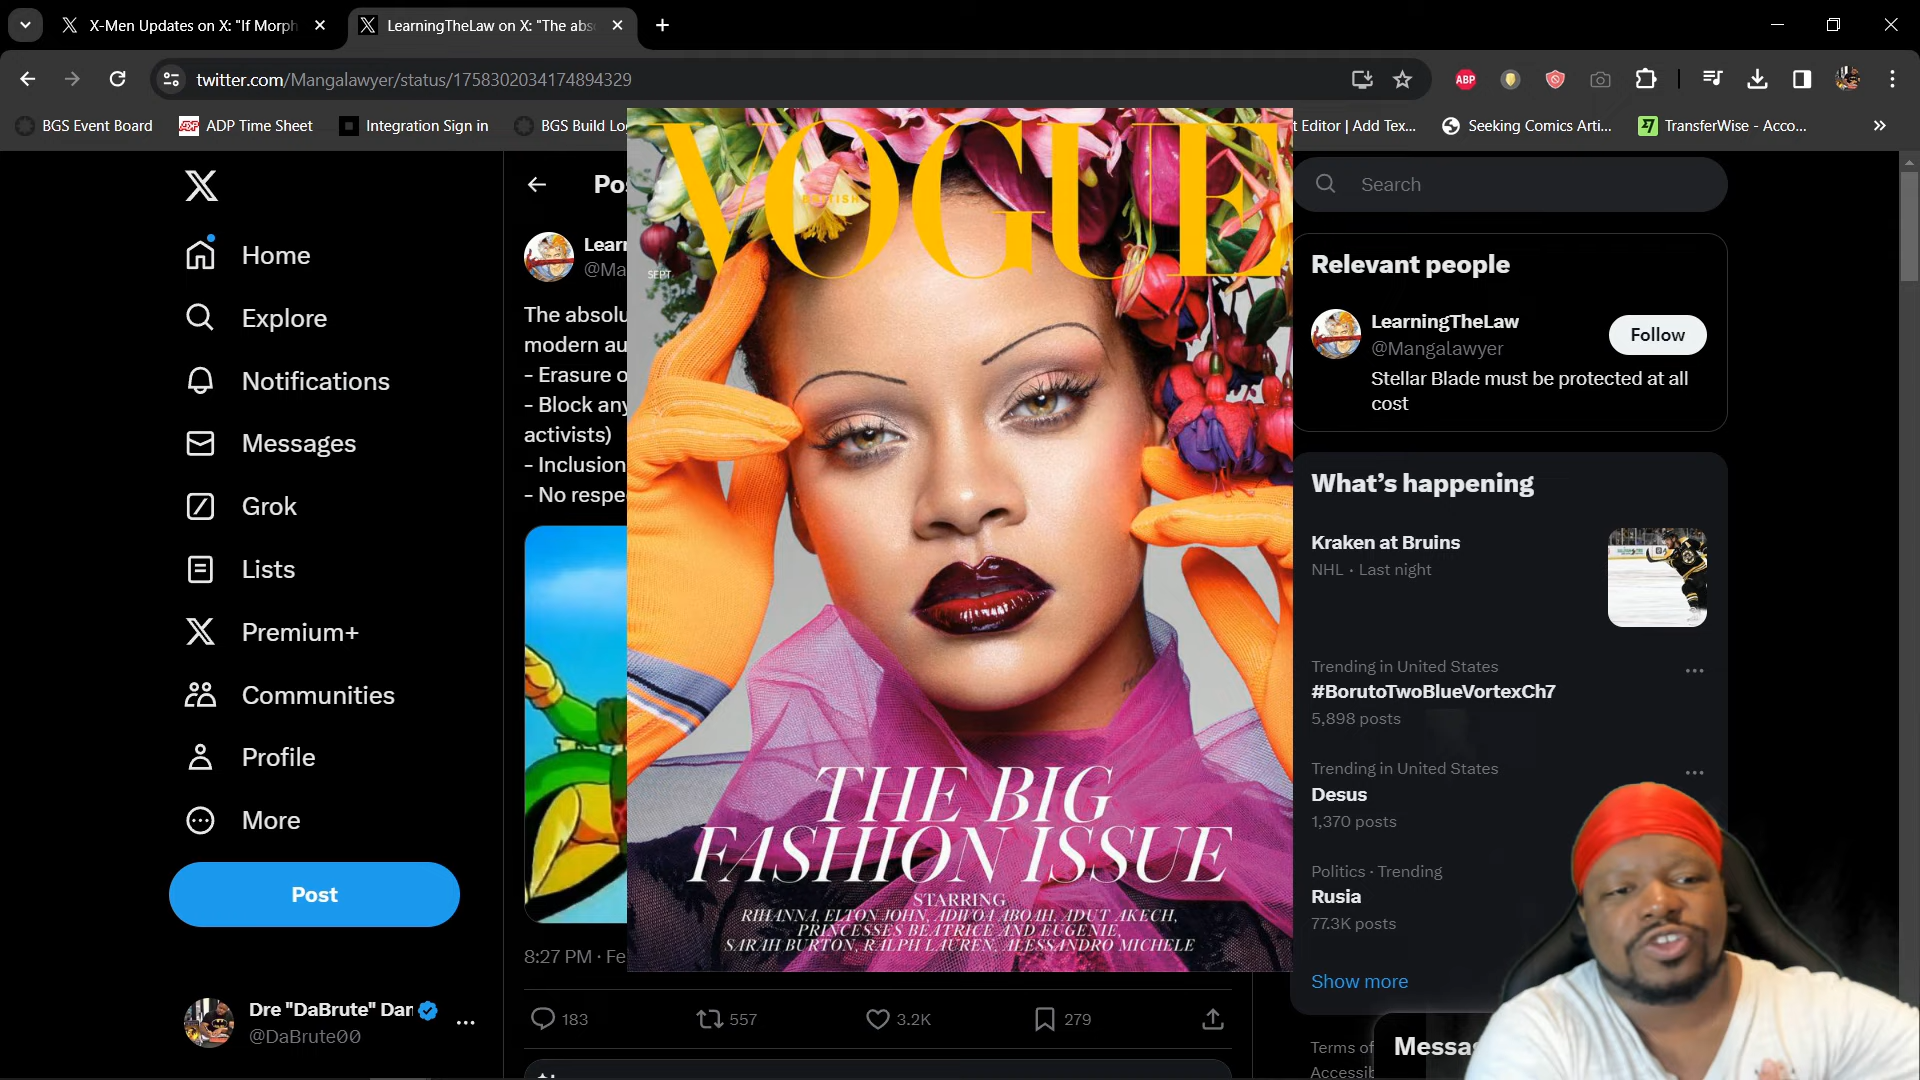 X-Men Updates on X: "If Morph
LearningTheLaw on X: "The abs
twitter.com/Mangalawyer/status/1758302034174894329
ABP
BGS Event Board
ADP Time Sheet
Integration Sign in
BGS Build Lo
t Editor | Add Tex...
Seeking Comics Arti...
TransferWise - Acco...
Home
Explore
Notifications
Messages
Grok
Lists
Premium+
Communities
Profile
More
Post
Dre "DaBrute" Dar
@DaBrute00
Pos
Learn
@Ma
The absolu
modern au
- Erasure o
- Block any
activists)
- Inclusion
- No respe
8:27 PM · Fe
183
557
3.2K
279
VOGUE
BRITISH
SEPT.
THE BIG
FASHION ISSUE
STARRING
RIHANNA, ELTON JOHN, ADWOA ABOAH, ADUT AKECH,
PRINCESSES BEATRICE AND EUGENIE,
SARAH BURTON, RALPH LAUREN, ALESSANDRO MICHELE
Search
Relevant people
LearningTheLaw
@Mangalawyer
Follow
Stellar Blade must be protected at all
cost
What's happening
Kraken at Bruins
NHL · Last night
Trending in United States
#BorutoTwoBlueVortexCh7
5,898 posts
Trending in United States
Desus
1,370 posts
Politics · Trending
Rusia
77.3K posts
Show more
Terms of
Accessib
Messag